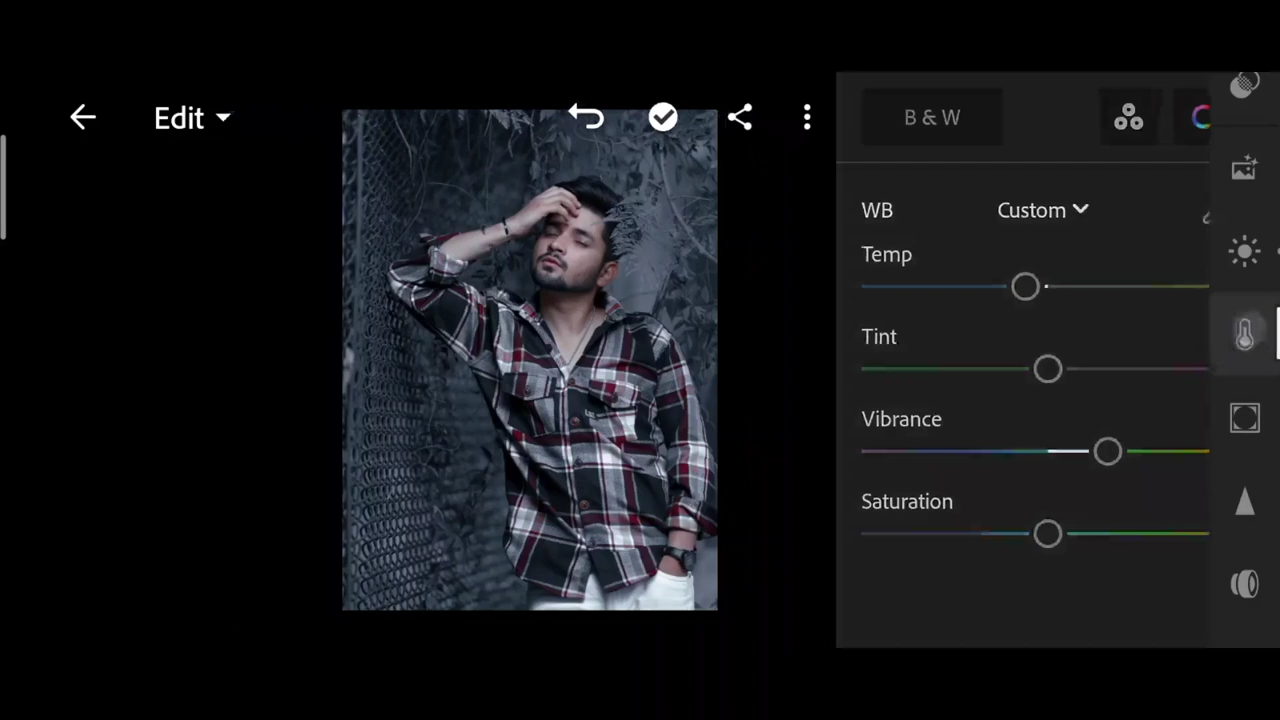 Edit
B & W
WB Custom
Temp
Tint
Vibrance
Saturation